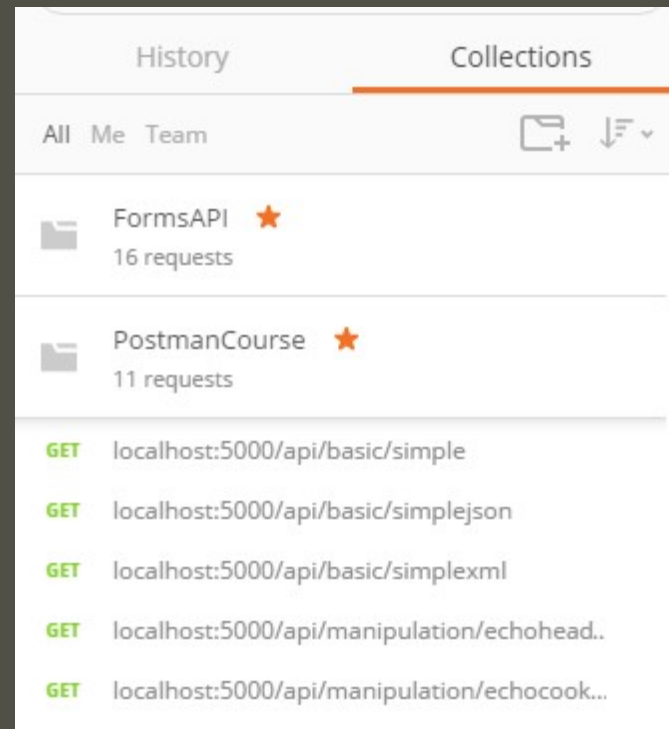 History Collections
All Me Team
FormsAPI
16 requests
PostmanCourse
11 requests
GET localhost:5000/api/basic/simple
GET localhost:5000/api/basic/simplejson
GET localhost:5000/api/basic/simplexml
GET localhost:5000/api/manipulation/echohead..
GET localhost:5000/api/manipulation/echocook...